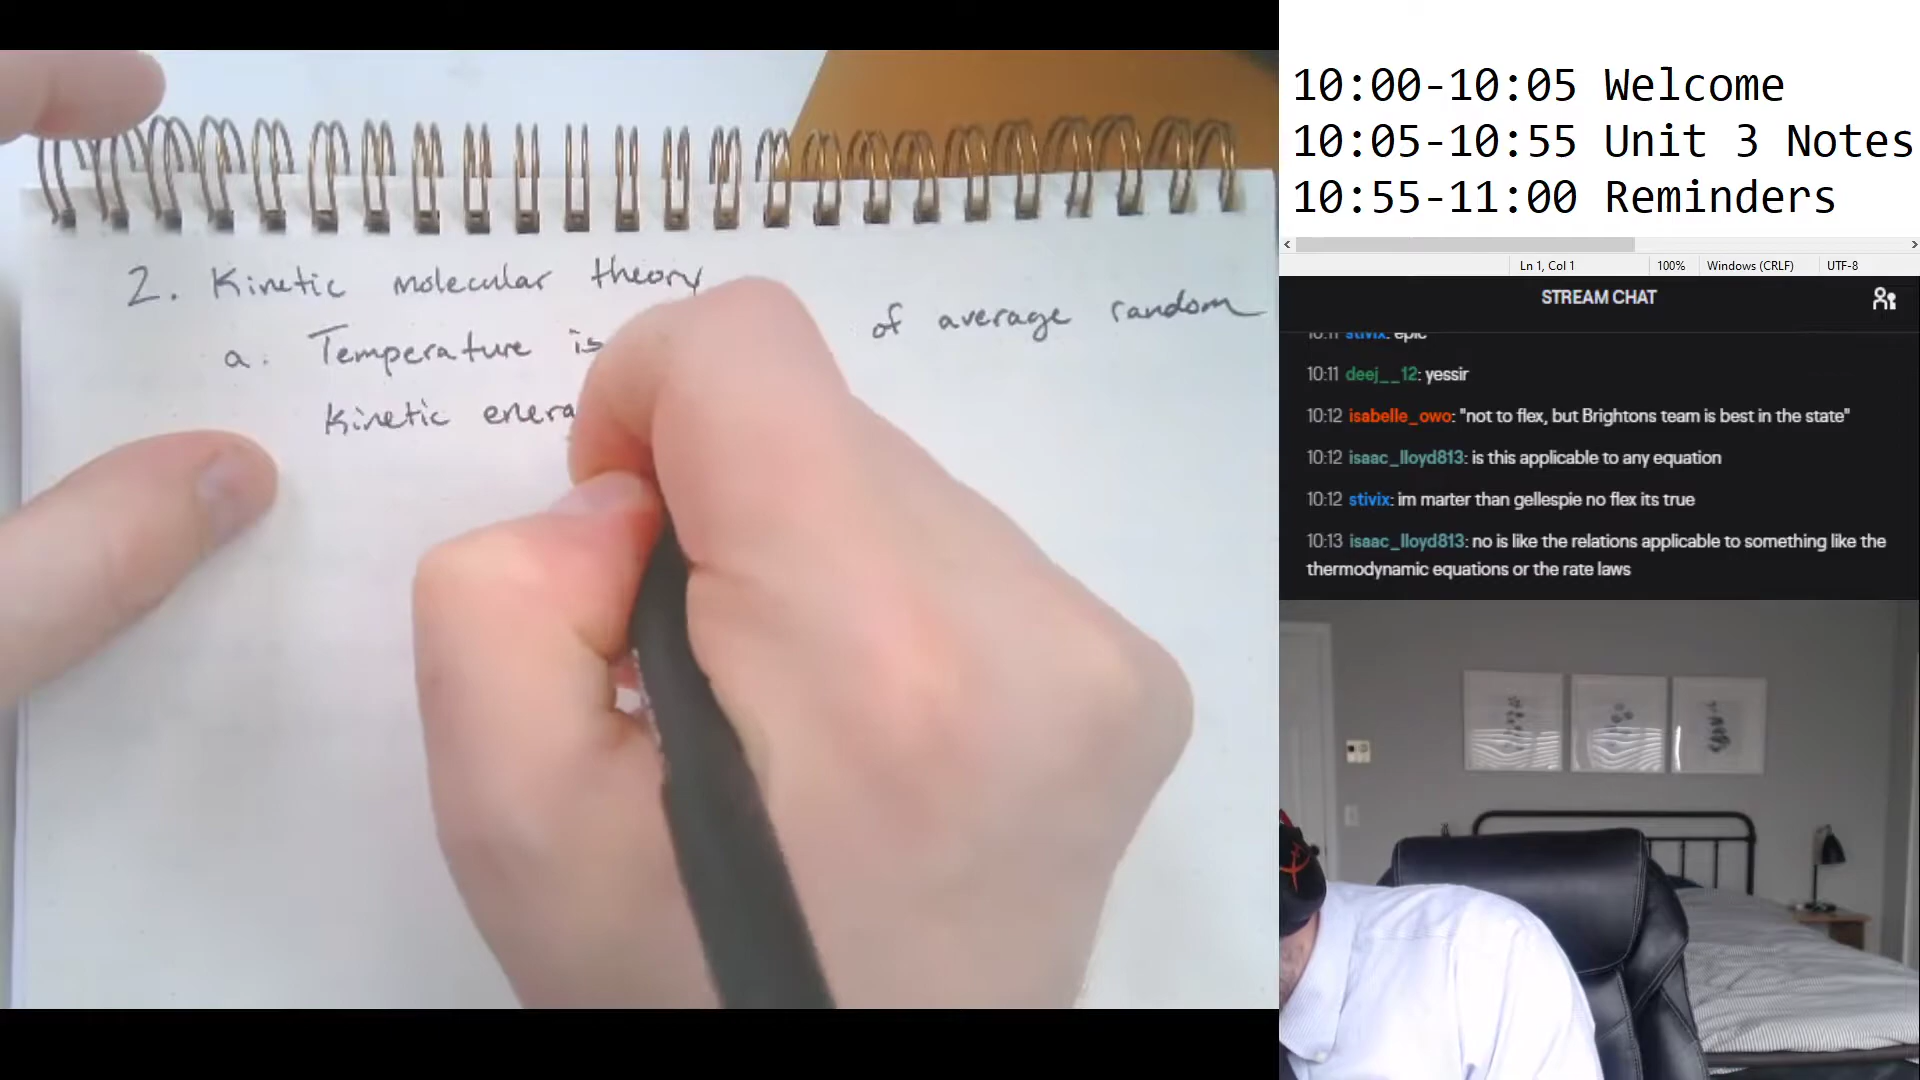 10:00-10:05 Welcome
10:05-10:55 Unit 3 Notes
10:55-11:00 Reminders
Ln 1, Col 1 100% Windows (CRLF) UTF-8
STREAM CHAT
10:11 stivix: epic
10:11 deej__12: yessir
10:12 isabelle_owo: "not to flex, but Brightons team is best in the state"
10:12 isaac_lloyd813: is this applicable to any equation
10:12 stivix: im marter than gellespie no flex its true
10:13 isaac_lloyd813: no is like the relations applicable to something like the
thermodynamic equations or the rate laws
2. Kinetic molecular theory
a. Temperature is of average random
Kinetic energ